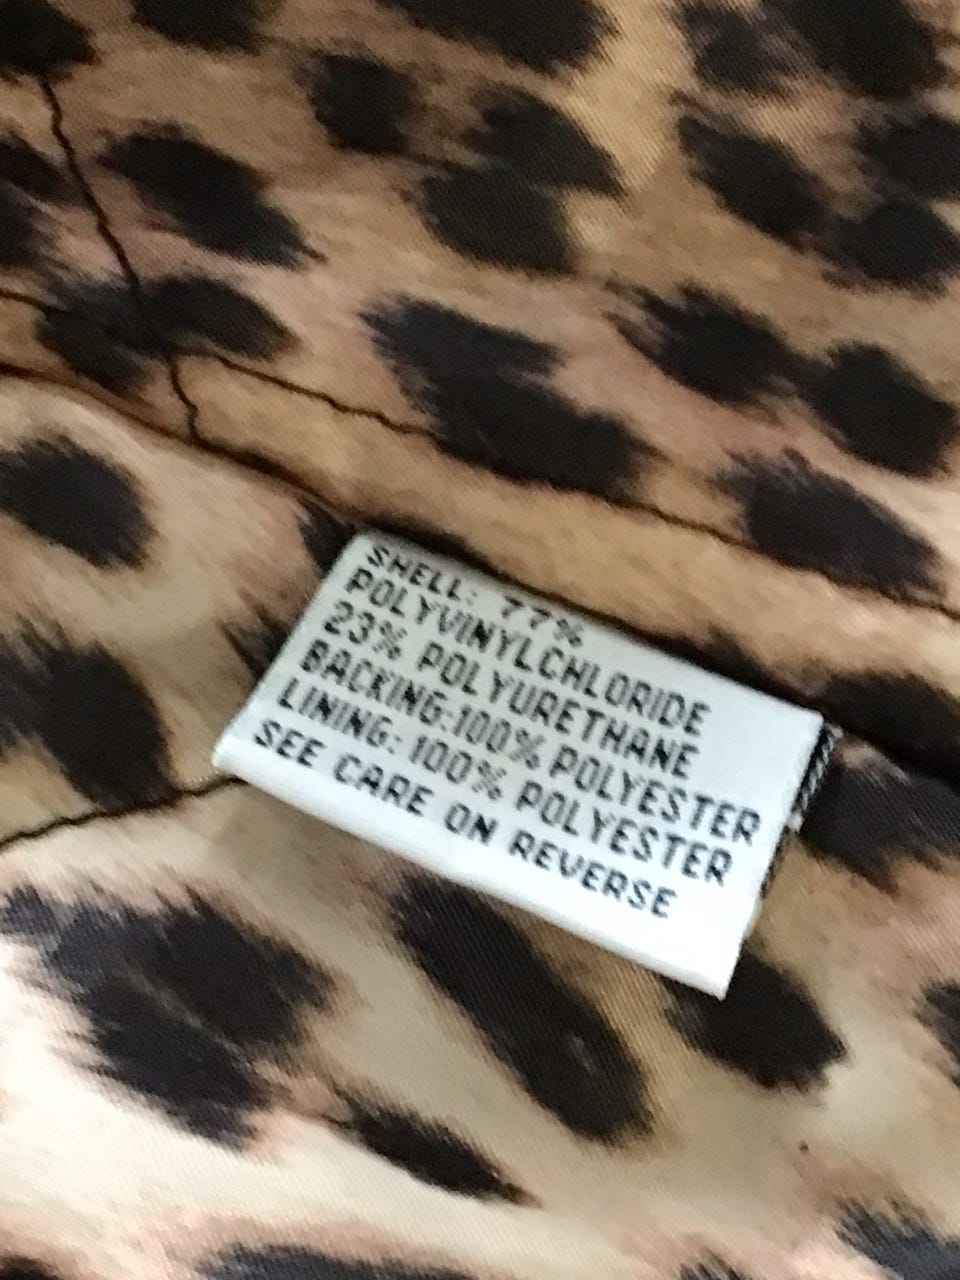 SHELL: 77%
POLYVINYLCHLORIDE
23% POLYURETHANE
BACKING:100% POLYESTER
LINING: 100% POLYESTER
SEE CARE ON REVERSE